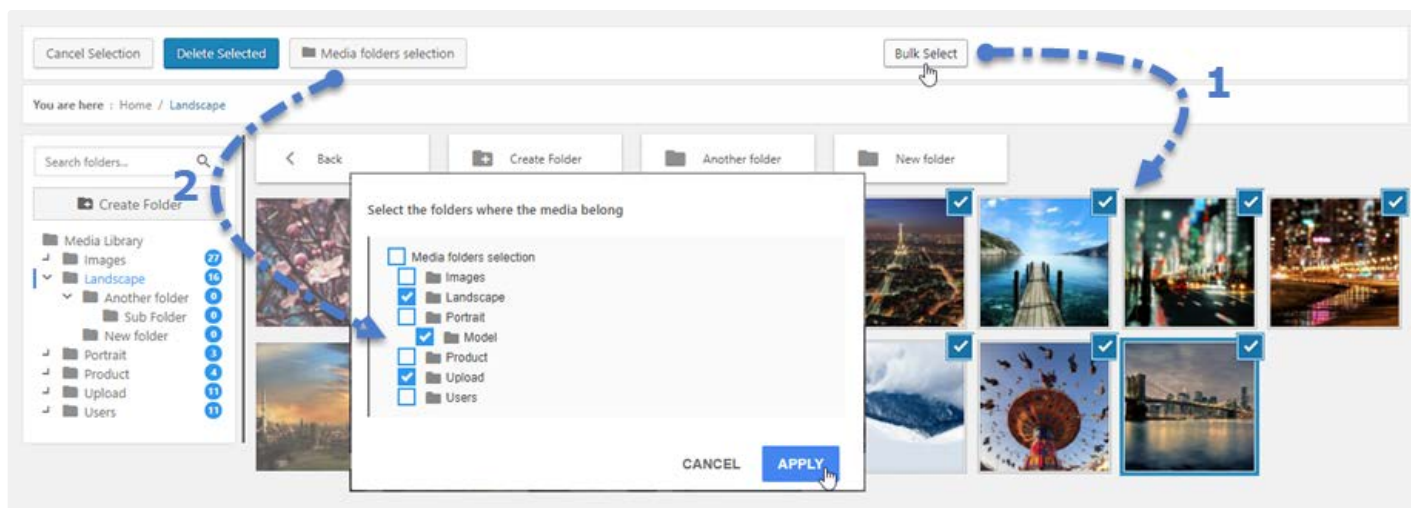 Cancel Selection Delete Selected Media folders selection Bulk Select
1
You are here : Home / Landscape
Search folders...
2
Create Folder
Media Library
Images 27
Landscape 16
Another folder 0
Sub Folder 0
New folder 0
Portrait 3
Product 4
Upload 11
Users 11
Back Create Folder Another folder New folder
Select the folders where the media belong
Media folders selection
Images
Landscape
Portrait
Model
Product
Upload
Users
CANCEL APPLY